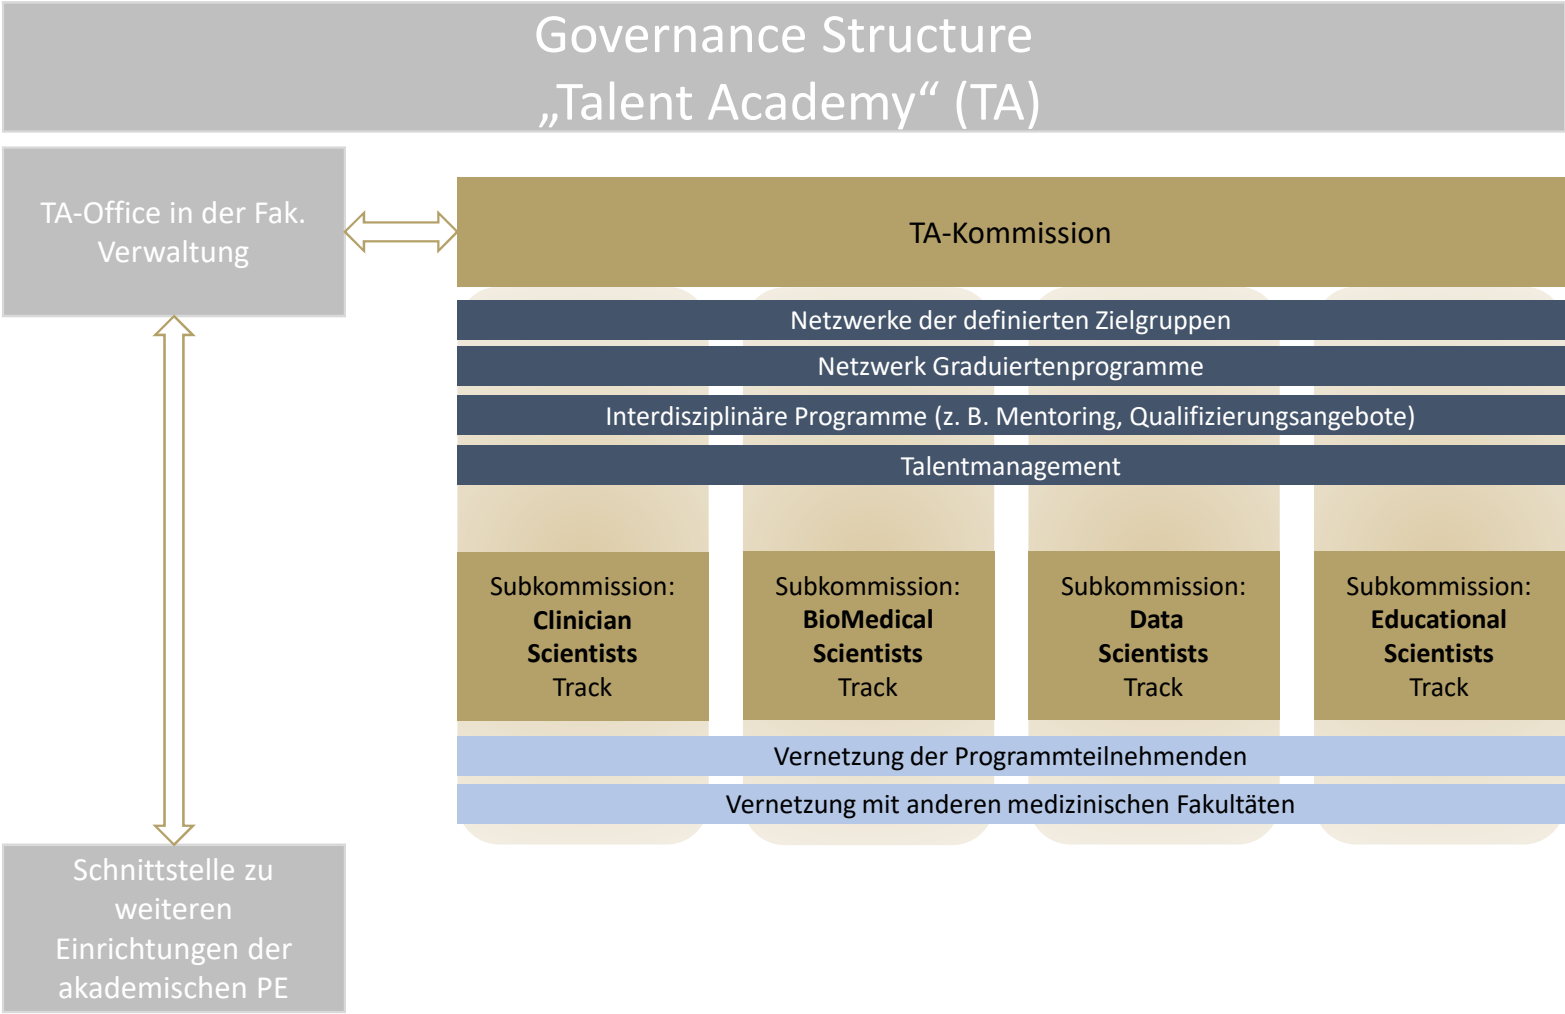 Governance Structure
„Talent Academy“ (TA)
TA-Office in der Fak.
Verwaltung
TA-Kommission
Netzwerke der definierten Zielgruppen
Netzwerk Graduiertenprogramme
Interdisziplinäre Programme (z. B. Mentoring, Qualifizierungsangebote)
Talentmanagement
Subkommission:
Clinician
Scientists
Track
Subkommission:
BioMedical
Scientists
Track
Subkommission:
Data
Scientists
Track
Subkommission:
Educational
Scientists
Track
Vernetzung der Programmteilnehmenden
Vernetzung mit anderen medizinischen Fakultäten
Schnittstelle zu
weiteren
Einrichtungen der
akademischen PE